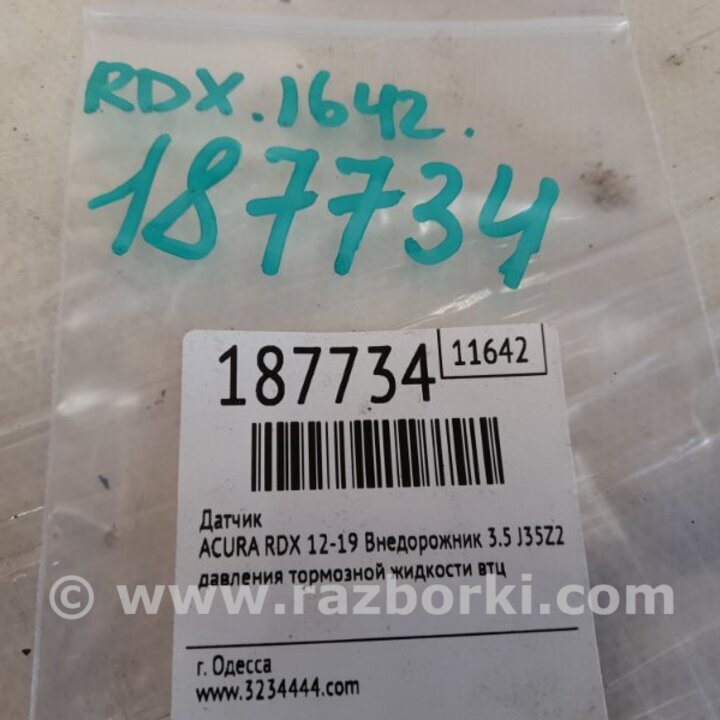 RDX.1642.
187734
187734 11642
Датчик
ACURA RDX 12-19 Внедорожник 3.5 J35Z2
давления тормозной жидкости втц
© www.razborki.com
г. Одесса
www.3234444.com